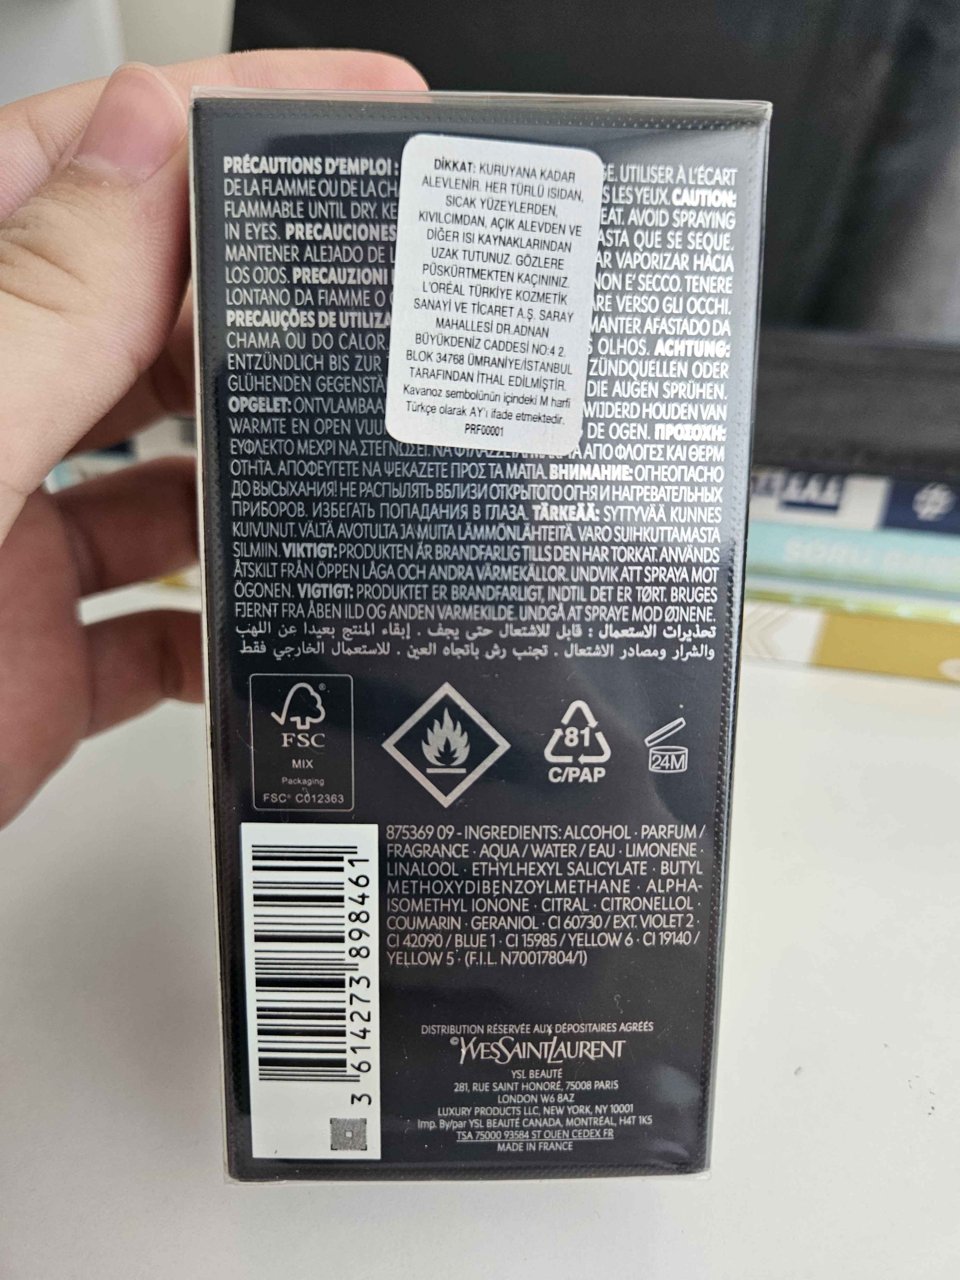 PRÉCAUTIONS D'EMPLOI: SE. UTILISER À L'ÉCART
DE LA FLAMME OU DE LA CH S LES YEUX. CAUTION:
FLAMMABLE UNTIL DRY. KE EAT. AVOID SPRAYING
IN EYES. PRECAUCIONES ASTA QUE SE SEQUE.
MANTENER ALEJADO DE L AR VAPORIZAR HACIA
LOS OJOS. PRECAUZIONI NON E' SECCO. TENERE
LONTANO DA FIAMME O RE VERSO GLI OCCHI.
PRECAUÇÕES DE UTILIZA MANTER AFASTADO DA
CHAMA OU DO CALOR. S OLHOS. ACHTUNG:
ENTZÜNDLICH BIS ZUR ZÜNDQUELLEN ODER
GLÜHENDEN GEGENSTÄ DIE AUGEN SPRÜHEN.
OPGELET: ONTVLAMBAA WIJDERD HOUDEN VAN
WARMTE EN OPEN VUU DE OGEN. ΠΡΟΣΟΧΗ:
ΕΥΦΛΕΚΤΟ ΜΕΧΡΙ ΝΑ ΣΤΕΓΝΩΣΕΙ. ΝΑ ΦΥΛΑΣΣΕΤΑΙ ΑΠΟ ΦΛΟΓΕΣ ΚΑΙ ΘΕΡΜ
ΟΤΗΤΑ. ΑΠΟΦΕΥΓΕΤΕ ΝΑ ΨΕΚΑΖΕΤΕ ΠΡΟΣ ΤΑ ΜΑΤΙΑ. ВНИМАНИЕ: ОГНЕОПАСНО
ДО ВЫСЫХАНИЯ! НЕ РАСПЫЛЯТЬ ВБЛИЗИ ОТКРЫТОГО ОГНЯ И НАГРЕВАТЕЛЬНЫХ
ПРИБОРОВ. ИЗБЕГАТЬ ПОПАДАНИЯ В ГЛАЗА. TÄRKEÄÄ: SYTTYVÄÄ KUNNES
KUIVUNUT. VÄLTÄ AVOTULTA JA MUITA LÄMMÖNLÄHTEITÄ. VARO SUIHKUTTAMASTA
SILMIIN. VIKTIGT: PRODUKTEN ÄR BRANDFARLIG TILLS DEN HAR TORKAT. ANVÄNDS
ÅTSKILT FRÅN ÖPPEN LÅGA OCH ANDRA VÄRMEKÄLLOR. UNDVIK ATT SPRAYA MOT
ÖGONEN. VIGTIGT: PRODUKTET ER BRANDFARLIGT, INDTIL DET ER TØRT. BRUGES
FJERNT FRA ÅBEN ILD OG ANDEN VARMEKILDE. UNDGÅ AT SPRAYE MOD ØJNENE.
تحذيرات الاستعمال : قابل للاشتعال حتى يجف . إبقاء المنتج بعيدا عن اللهب
والشرار ومصادر الاشتعال . تجنب رش باتجاه العين . للاستعمال الخارجي فقط
DİKKAT: KURUYANA KADAR
ALEVLENİR. HER TÜRLÜ ISIDAN,
SICAK YÜZEYLERDEN,
KIVILCIMDAN, AÇIK ALEVDEN VE
DİĞER ISI KAYNAKLARINDAN
UZAK TUTUNUZ. GÖZLERE
PÜSKÜRTMEKTEN KAÇININIZ.
L'ORÉAL TÜRKİYE KOZMETİK
SANAYİ VE TİCARET A.Ş. SARAY
MAHALLESİ DR.ADNAN
BÜYÜKDENİZ CADDESİ NO:4 2.
BLOK 34768 ÜMRANİYE/İSTANBUL
TARAFINDAN İTHAL EDİLMİŞTİR.
Kavanoz sembolünün içindeki M harfi
Türkçe olarak AY'ı ifade etmektedir.
PRF00001
FSC
MIX
Packaging
FSC® C012363
81
C/PAP
24M
875369 09 - INGREDIENTS: ALCOHOL · PARFUM /
FRAGRANCE · AQUA / WATER / EAU · LIMONENE ·
LINALOOL · ETHYLHEXYL SALICYLATE · BUTYL
METHOXYDIBENZOYLMETHANE · ALPHA-
ISOMETHYL IONONE · CITRAL · CITRONELLOL ·
COUMARIN · GERANIOL · CI 60730 / EXT. VIOLET 2 ·
CI 42090 / BLUE 1 · CI 15985 / YELLOW 6 · CI 19140 /
YELLOW 5 · (F.I.L. N70017804/1)
3 614273 898461
DISTRIBUTION RÉSERVÉE AUX DÉPOSITAIRES AGRÉÉS
©YVESSAINTLAURENT
YSL BEAUTÉ
281, RUE SAINT HONORÉ, 75008 PARIS
LONDON W6 8AZ
LUXURY PRODUCTS LLC, NEW YORK, NY 10001
Imp. By/par YSL BEAUTÉ CANADA, MONTRÉAL, H4T 1K5
TSA 75000 93584 ST OUEN CEDEX FR
MADE IN FRANCE